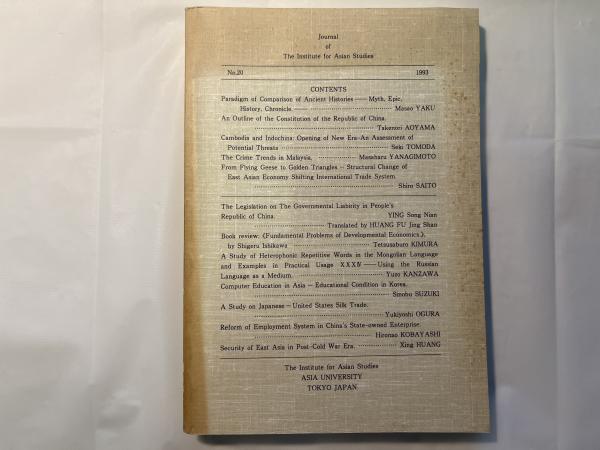 Journal
of
The Institute for Asian Studies
No.20 1993
CONTENTS
Paradigm of Comparison of Ancient Histories — Myth, Epic,
History, Chronicle. — Masao YAKU
An Outline of the Constitution of the Republic of China.
Takenori AOYAMA
Cambodia and Indochina: Opening of New Era-An Assessment of
Potential Threats Seki TOMODA
The Crime Trends in Malaysia, Masaharu YANAGIMOTO
From Flying Geese to Golden Triangles - Structural Change of
East Asian Economy Shifting International Trade System.
Shiro SAITO
The Legislation on The Governmental Liabirity in People's
Republic of China. YING Song Nian
Translated by HUANG FU Jing Shan
Book review: (Fundamental Problems of Developmental Economics),
by Shigeru Ishikawa Tetsusaburo KIMURA
A Study of Heterophonic Repetitive Words in the Mongolian Language
and Examples in Practical Usage XXXIV — Using the Russian
Language as a Medium. Yuzo KANZAWA
Computer Education in Asia - Educational Condition in Korea.
Sinobu SUZUKI
A Study on Japanese - United States Silk Trade.
Yukiyoshi OGURA
Reform of Employment System in China's State-owned Enterprise
Hironao KOBAYASHI
Security of East Asia in Post-Cold War Era. Xing HUANG
The Institute for Asian Studies
ASIA UNIVERSITY
TOKYO JAPAN